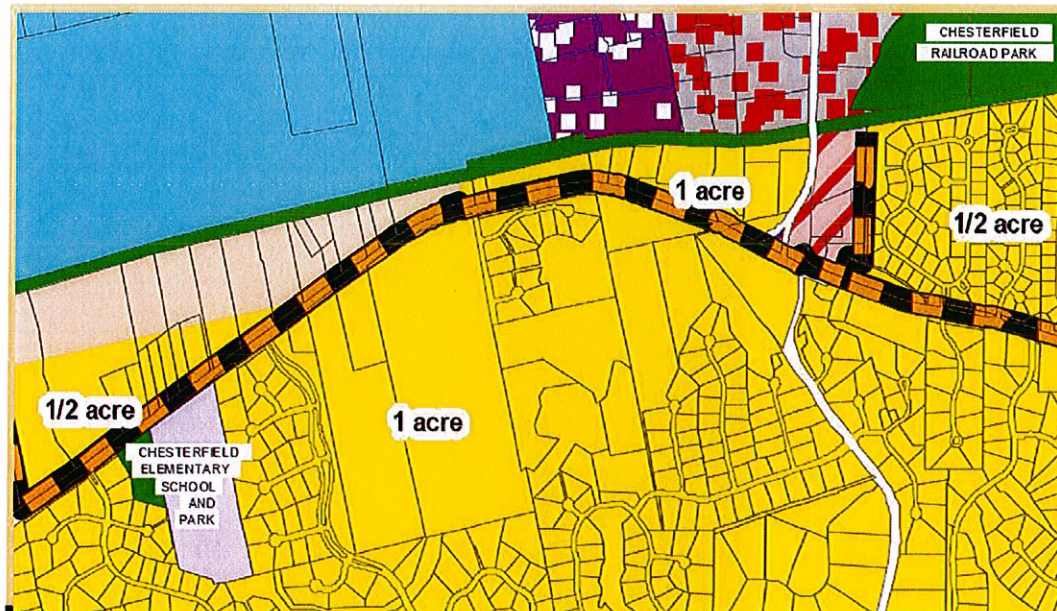 CHESTERFIELD
RAILROAD PARK
1 acre
1/2 acre
1/2 acre
1 acre
CHESTERFIELD
ELEMENTARY
SCHOOL
AND
PARK